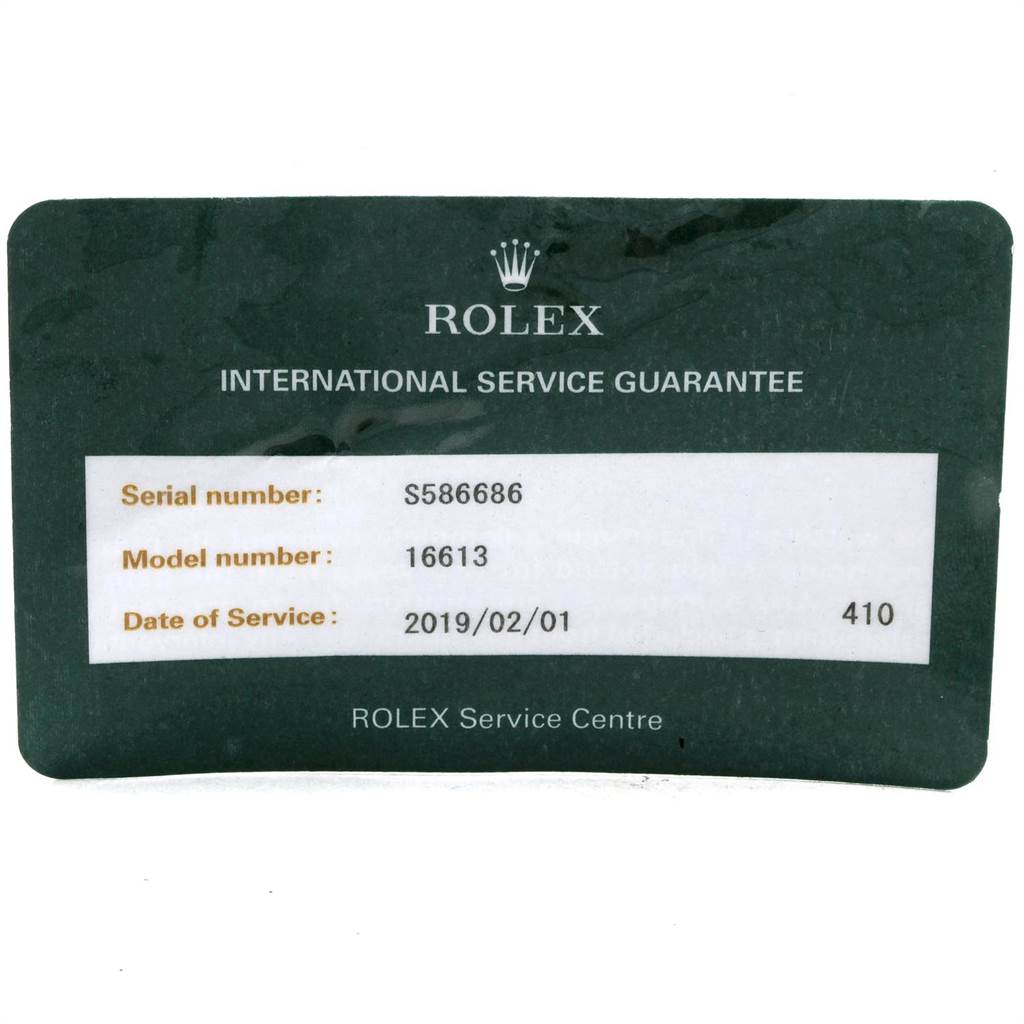 ROLEX
INTERNATIONAL SERVICE GUARANTEE
Serial number: S586686
Model number: 16613
Date of Service: 2019/02/01 410
ROLEX Service Centre